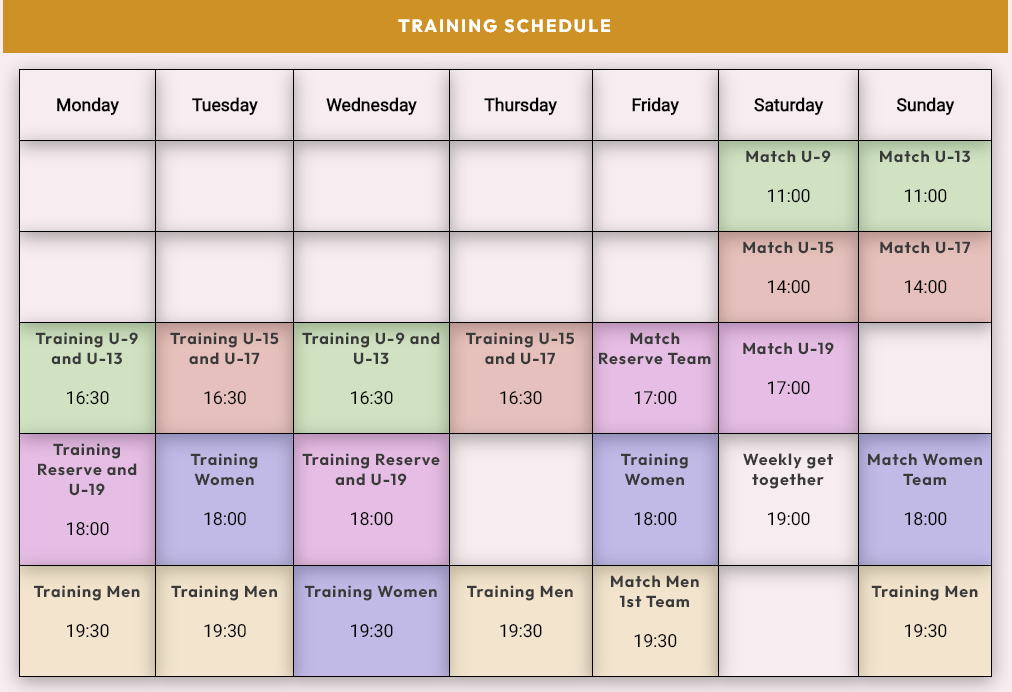 TRAINING SCHEDULE
Monday
Tuesday
Wednesday
Thursday
Friday
Saturday
Sunday
Match U-9
11:00
Match U-13
11:00
Match U-15
14:00
Match U-17
14:00
Training U-9
and U-13
16:30
Training U-15
and U-17
16:30
Training U-9 and
U-13
16:30
Training U-15
and U-17
16:30
Match
Reserve Team
17:00
Match U-19
17:00
Training
Reserve and
U-19
18:00
Training
Women
18:00
Training Reserve
and U-19
18:00
Training
Women
18:00
Weekly get
together
19:00
Match Women
Team
18:00
Training Men
19:30
Training Men
19:30
Training Women
19:30
Training Men
19:30
Match Men
1st Team
19:30
Training Men
19:30